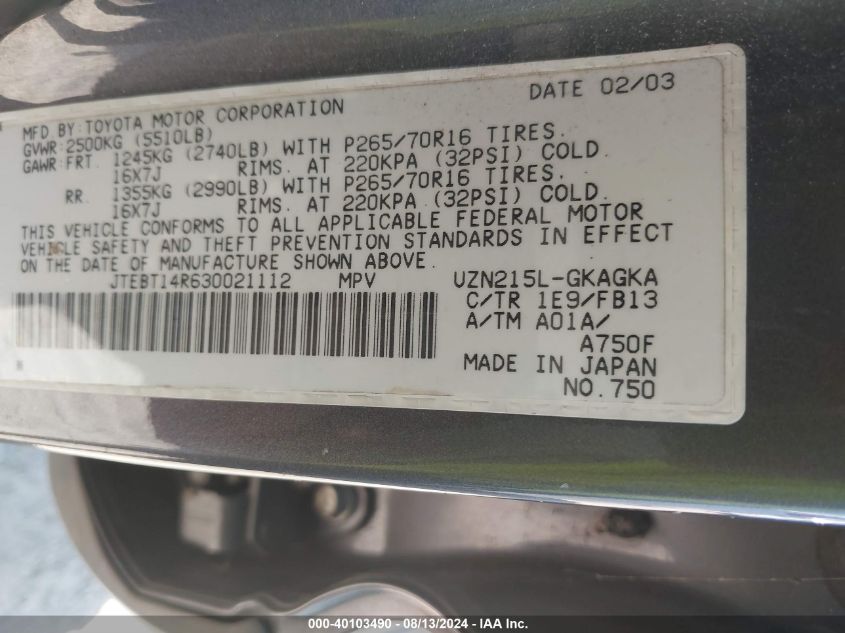 DATE 02/03
MFD.BY:TOYOTA MOTOR CORPORATION
GVWR:2500KG (5510LB)
GAWR:FRT. 1245KG (2740LB) WITH P265/70R16 TIRES.
16X7J RIMS. AT 220KPA (32PSI) COLD.
RR. 1355KG (2990LB) WITH P265/70R16 TIRES.
16X7J RIMS. AT 220KPA (32PSI) COLD.
THIS VEHICLE CONFORMS TO ALL APPLICABLE FEDERAL MOTOR
VEHICLE SAFETY AND THEFT PREVENTION STANDARDS IN EFFECT
ON THE DATE OF MANUFACTURE SHOWN ABOVE.
JTEBT14R630021112 MPV UZN215L-GKAGKA
C/TR 1E9/FB13
A/TM A01A/
A750F
MADE IN JAPAN
NO.750
000-40103490 - 08/13/2024 - IAA Inc.